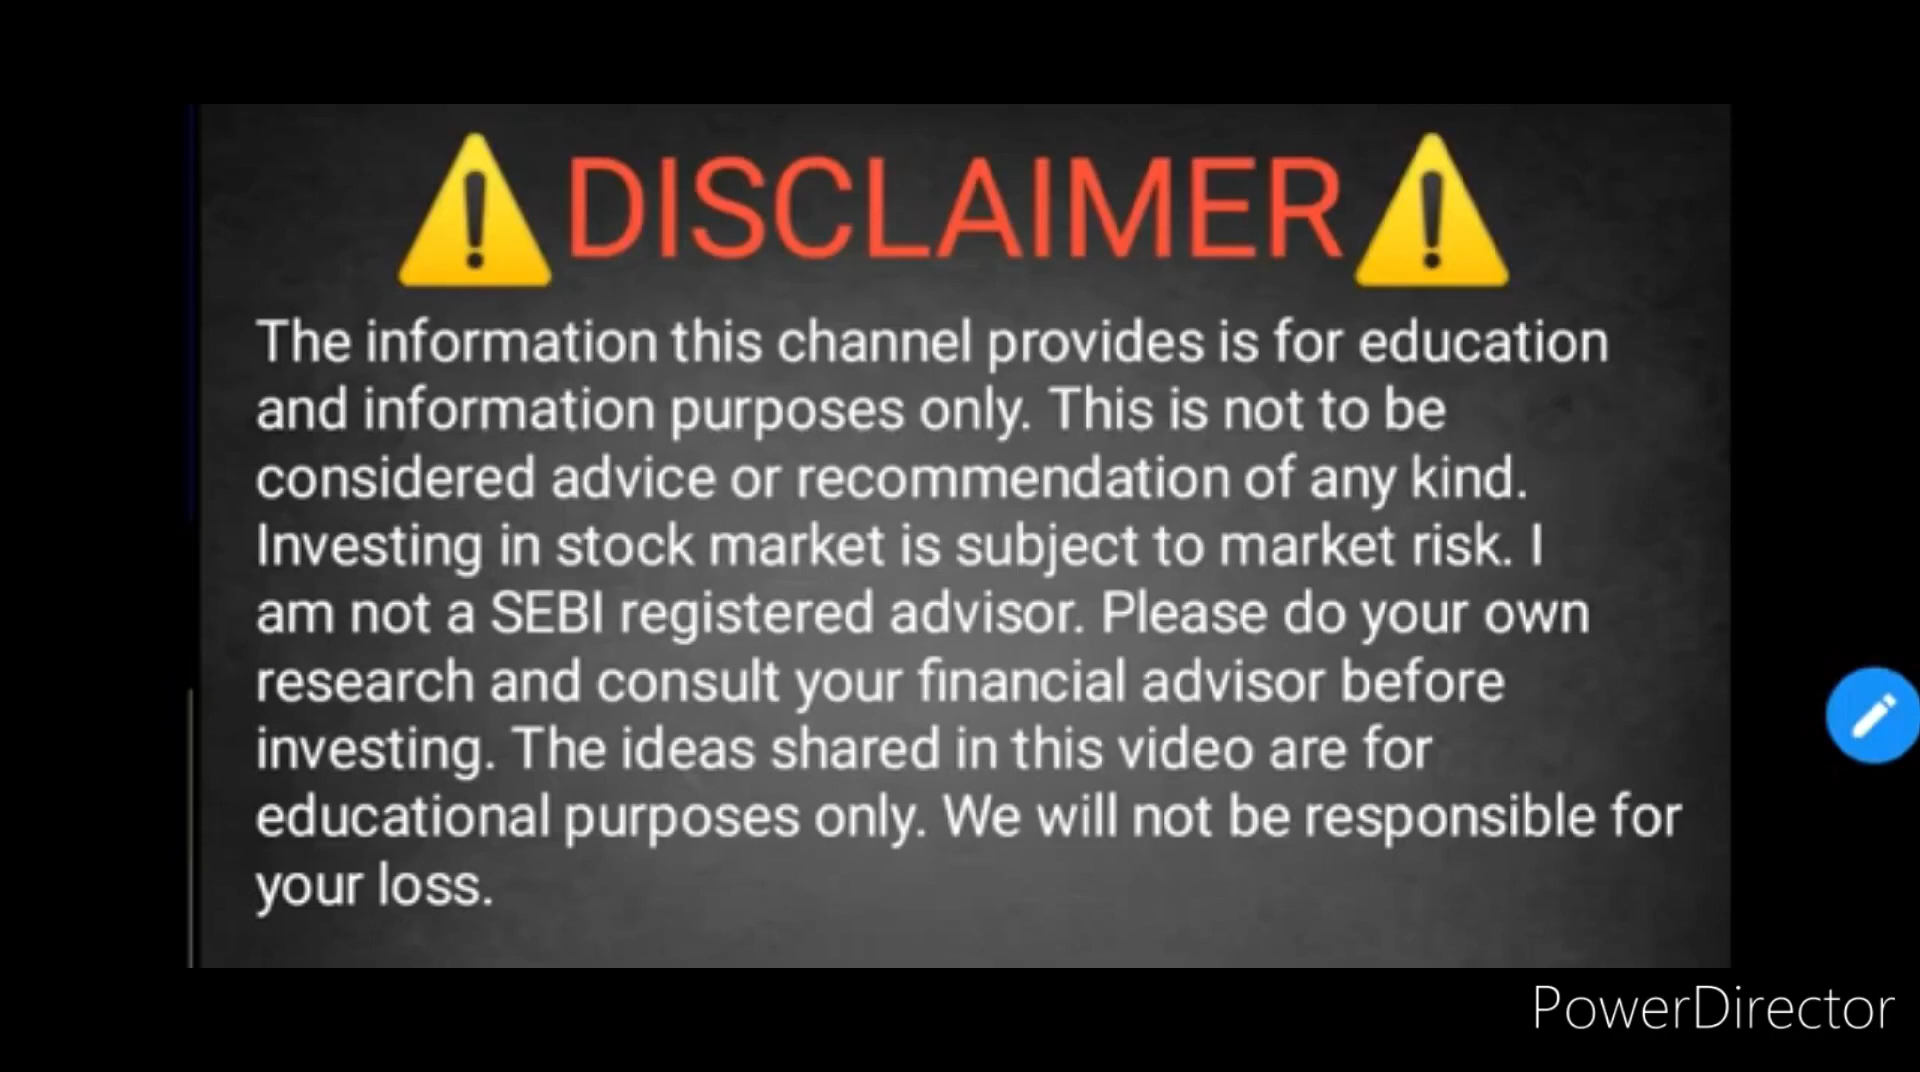 ⚠DISCLAIMER⚠
The information this channel provides is for education
and information purposes only. This is not to be
considered advice or recommendation of any kind.
Investing in stock market is subject to market risk. I
am not a SEBI registered advisor. Please do your own
research and consult your financial advisor before
investing. The ideas shared in this video are for
educational purposes only. We will not be responsible for
your loss.
PowerDirector